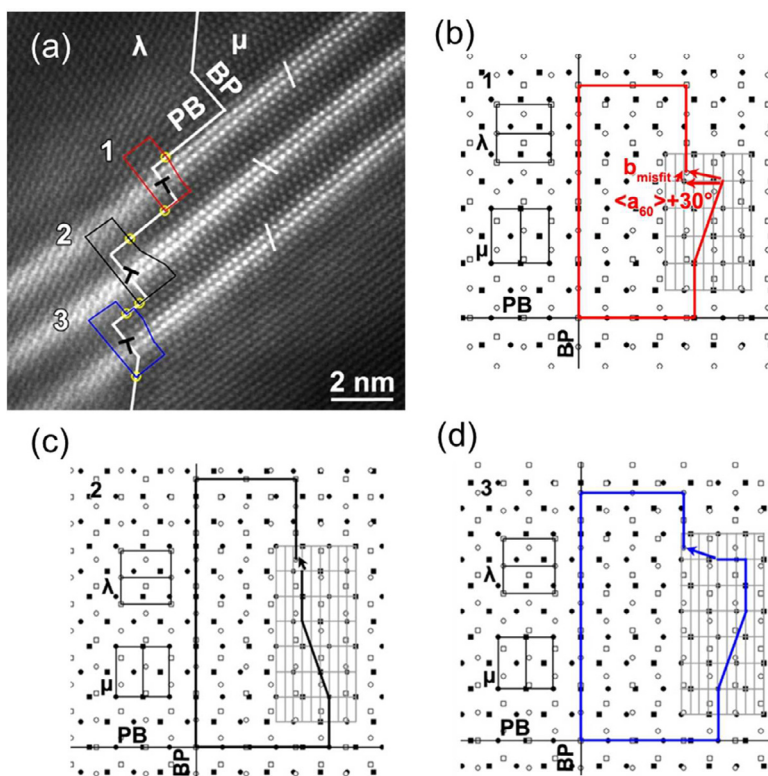 (a)
λ
μ
BP
PB
1
T
2
T
3
T
2 nm
(b)
1
λ
b misfit
<a60>+30°
μ
PB
BP
(c)
2
λ
μ
PB
BP
(d)
3
λ
μ
PB
BP